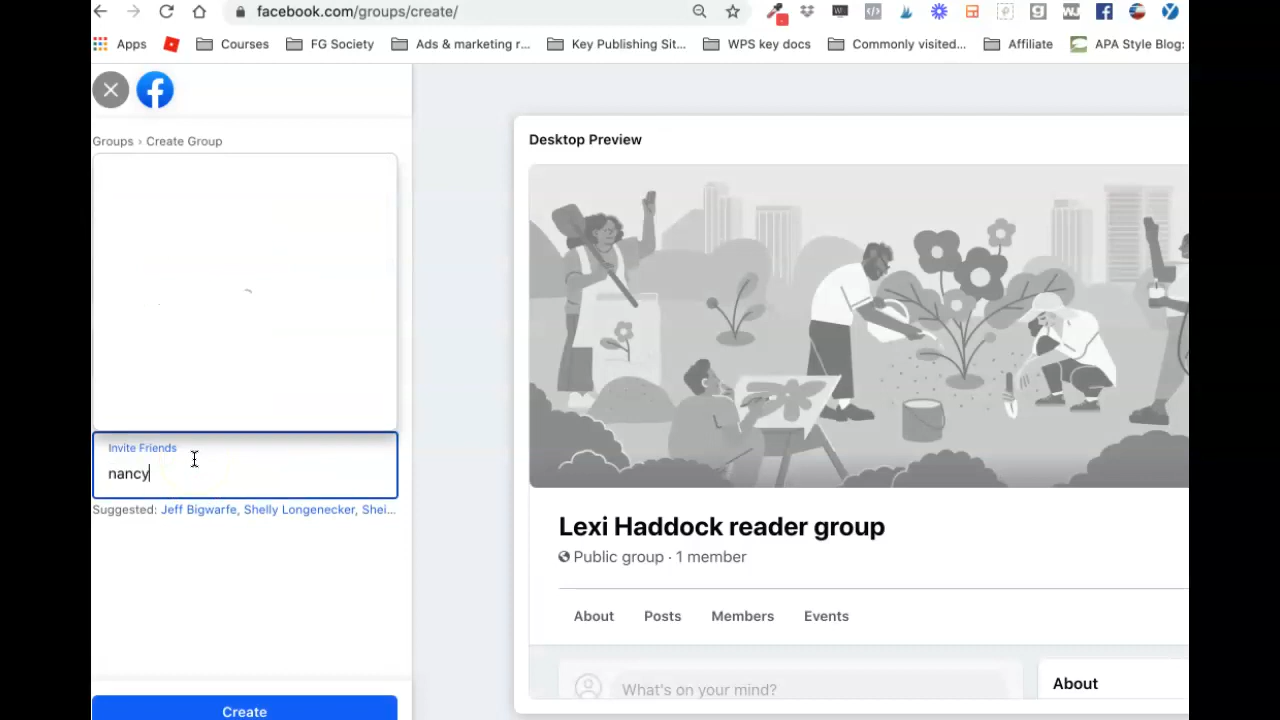 facebook.com/groups/create/
Apps
Courses
FG Society
Ads & marketing r...
Key Publishing Sit...
WPS key docs
Commonly visited...
Affiliate
APA Style Blog:
Groups › Create Group
Desktop Preview
Invite Friends
nancy
Suggested: Jeff Bigwarfe, Shelly Longenecker, Shei...
Lexi Haddock reader group
Public group · 1 member
About
Posts
Members
Events
What's on your mind?
About
Create